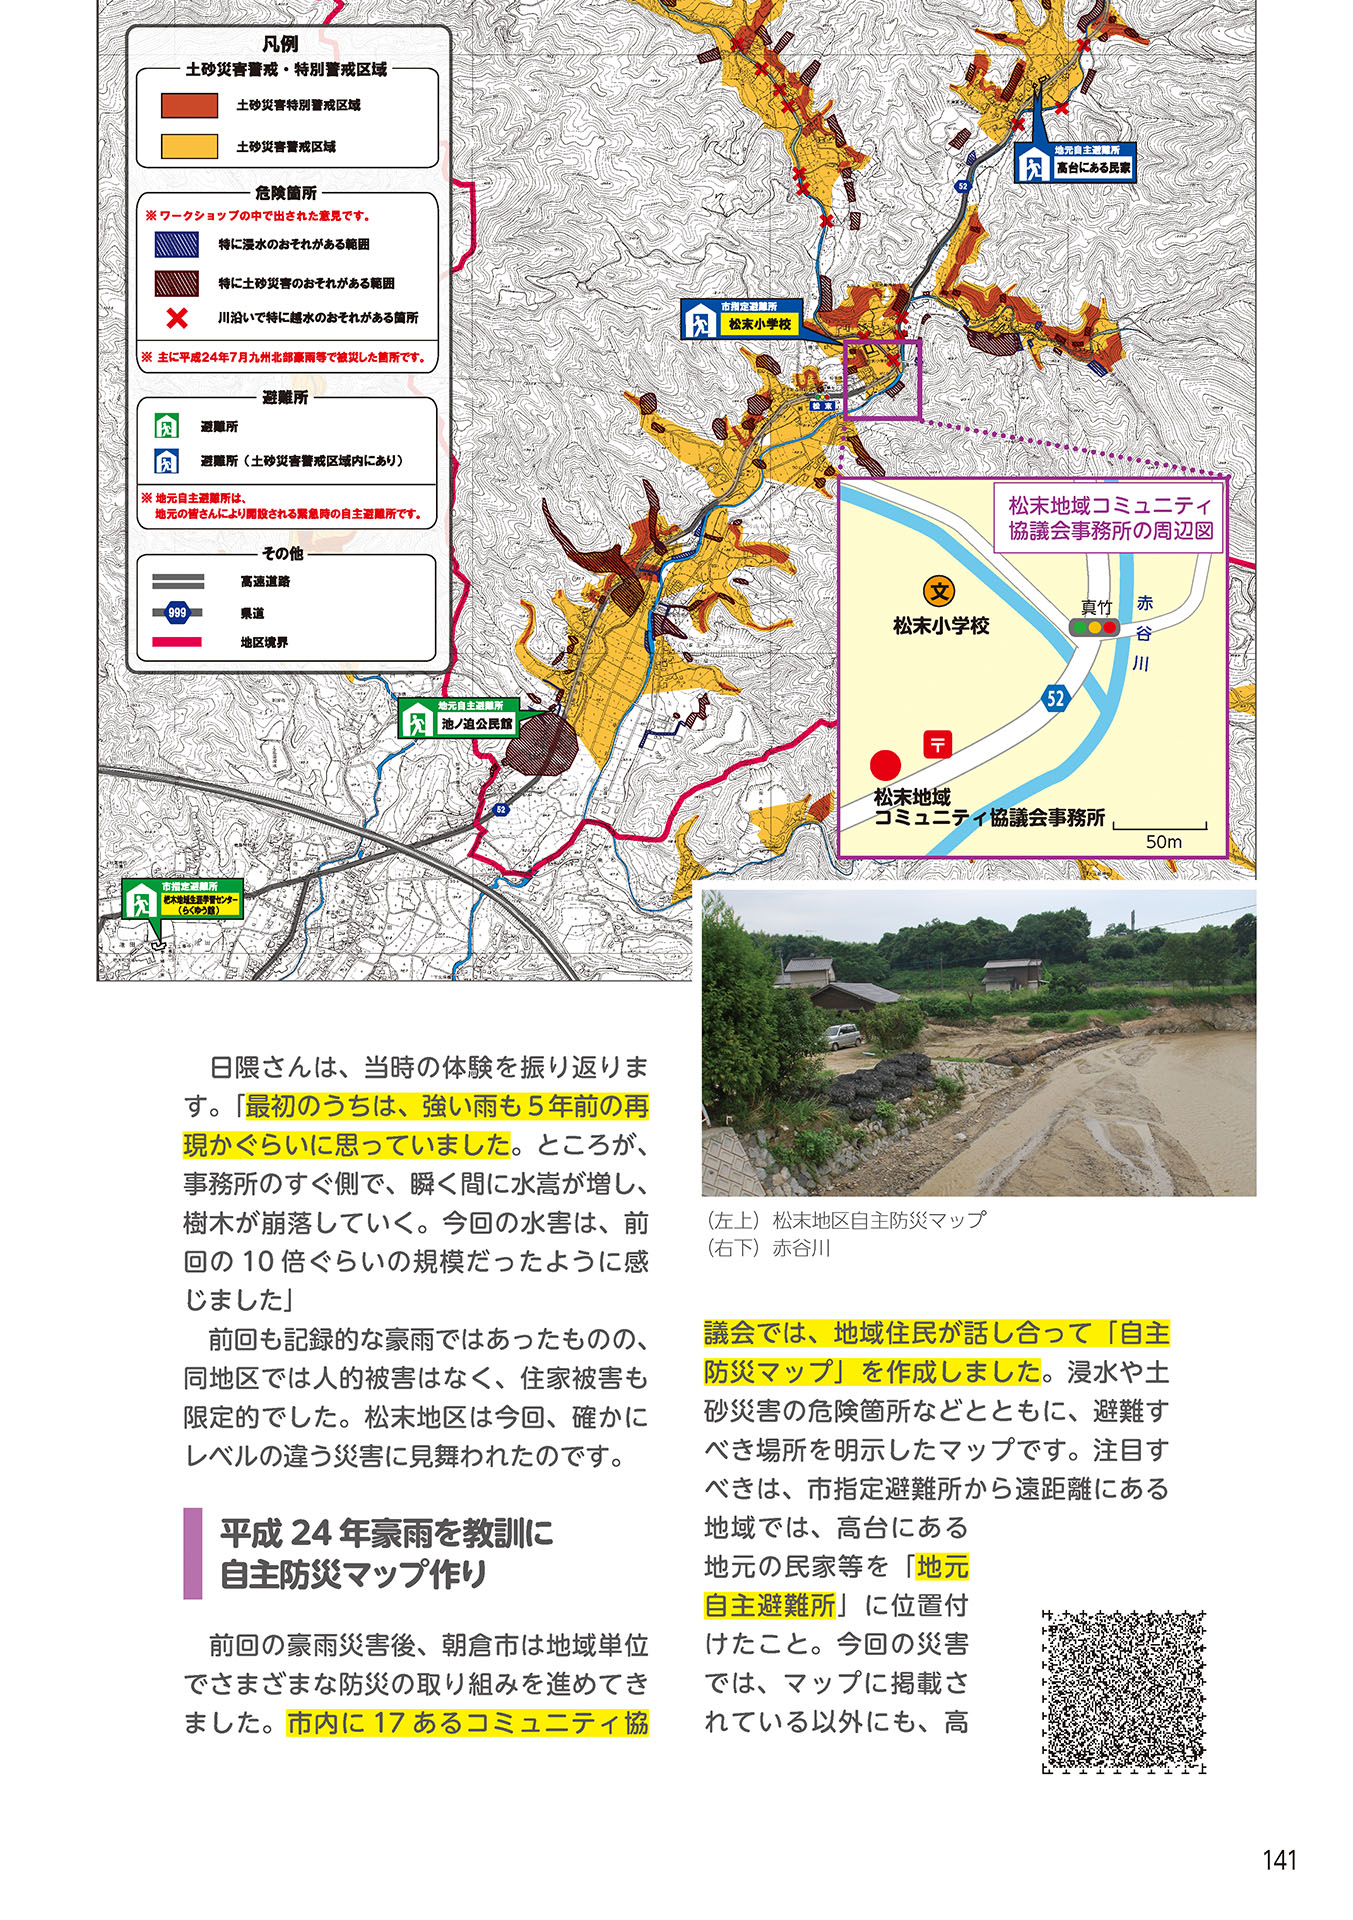 凡例
土砂災害警戒・特別警戒区域
土砂災害特別警戒区域
土砂災害警戒区域
危険箇所
※ ワークショップの中で出された意見です。
特に浸水のおそれがある範囲
特に土砂災害のおそれがある範囲
川沿いで特に越水のおそれがある箇所
※ 主に平成24年7月九州北部豪雨等で被災した箇所です。
避難所
避難所
避難所（土砂災害警戒区域内にあり）
※ 地元自主避難所は、
地元の皆さんにより開設される緊急時の自主避難所です。
その他
高速道路
999
県道
地区境界
地元自主避難所
高台にある民家
52
市指定避難所
松末小学校
松末
地元自主避難所
池ノ迫公民館
52
市指定避難所
杷木地域生涯学習センター
（らくゆう館）
松末地域コミュニティ
協議会事務所の周辺図
文
松末小学校
真竹
赤谷川
52
〒
松末地域
コミュニティ協議会事務所
50m
（左上）松末地区自主防災マップ
（右下）赤谷川
日隈さんは、当時の体験を振り返りま
す。「最初のうちは、強い雨も５年前の再
現かぐらいに思っていました。ところが、
事務所のすぐ側で、瞬く間に水嵩が増し、
樹木が崩落していく。今回の水害は、前
回の 10 倍ぐらいの規模だったように感
じました」
前回も記録的な豪雨ではあったものの、
同地区では人的被害はなく、住家被害も
限定的でした。松末地区は今回、確かに
レベルの違う災害に見舞われたのです。
平成 24 年豪雨を教訓に
自主防災マップ作り
前回の豪雨災害後、朝倉市は地域単位
でさまざまな防災の取り組みを進めてき
ました。市内に 17 あるコミュニティ協
議会では、地域住民が話し合って「自主
防災マップ」を作成しました。浸水や土
砂災害の危険箇所などとともに、避難す
べき場所を明示したマップです。注目す
べきは、市指定避難所から遠距離にある
地域では、高台にある
地元の民家等を「地元
自主避難所」に位置付
けたこと。今回の災害
では、マップに掲載さ
れている以外にも、高
141